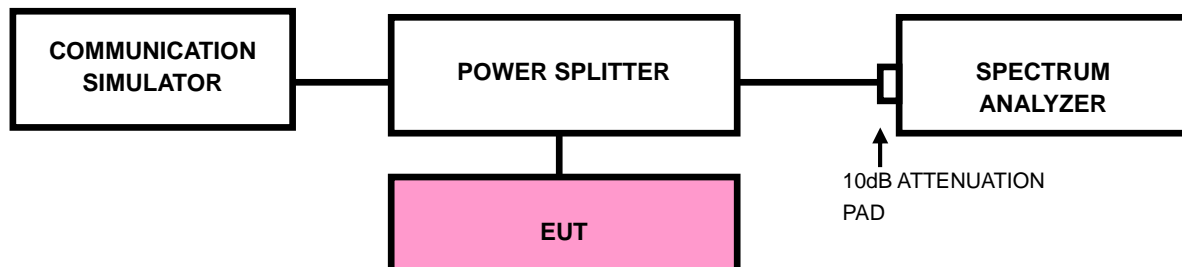 COMMUNICATION
SIMULATOR
POWER SPLITTER
SPECTRUM
ANALYZER
10dB ATTENUATION
PAD
EUT